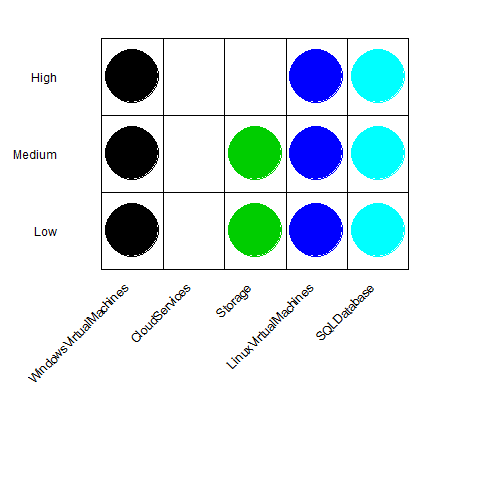 High
Medium
Low
WindowsVirtualMachines
CloudServices
Storage
LinuxVirtualMachines
SQLDatabase